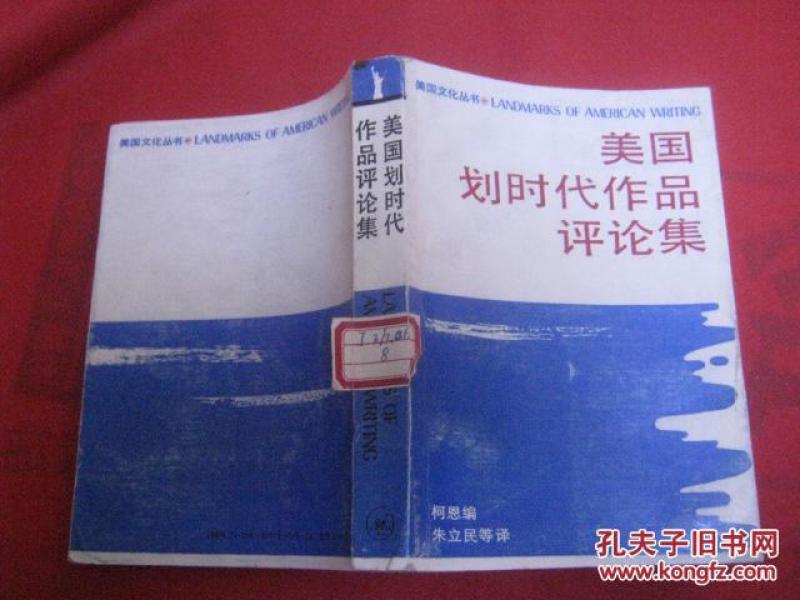 美国文化丛书 LANDMARKS OF AMERICAN WRITING
美国
划时代作品
评论集
柯恩编
朱立民等译
美国划时代
作品评论集
OF
WRITING
8
美国文化丛书 LANDMARKS OF AMERICAN WRITING
孔夫子旧书网
www.kongfz.com